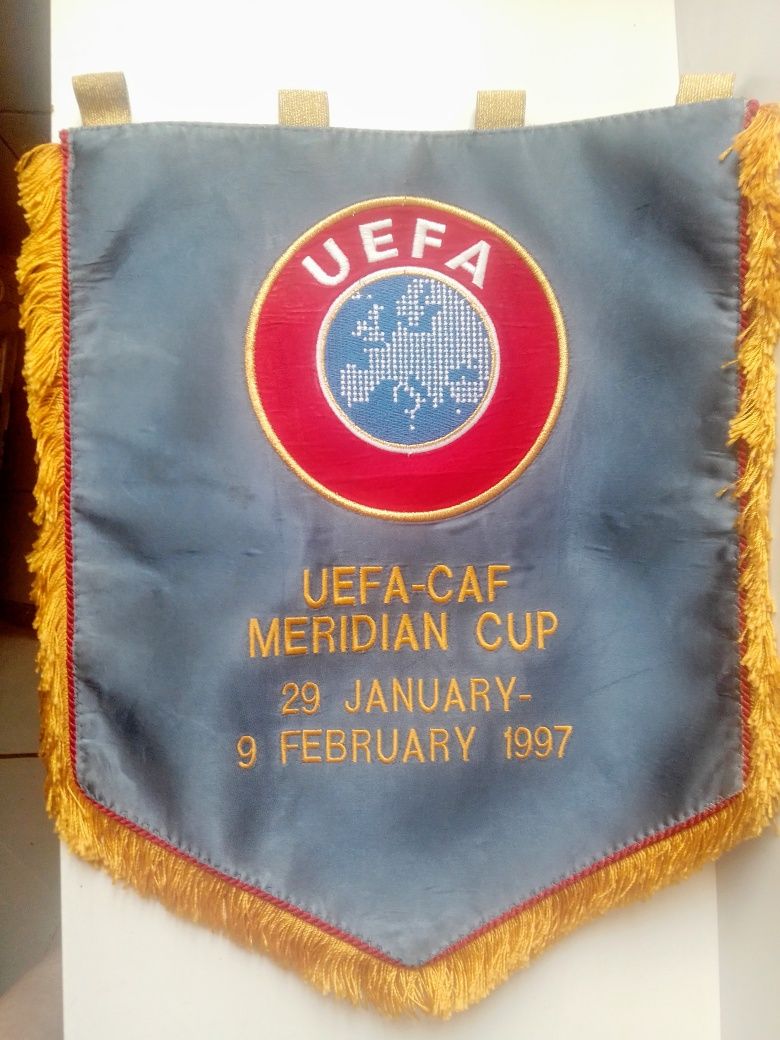 UEFA
UEFA-CAF
MERIDIAN CUP
29 JANUARY-
9 FEBRUARY 1997